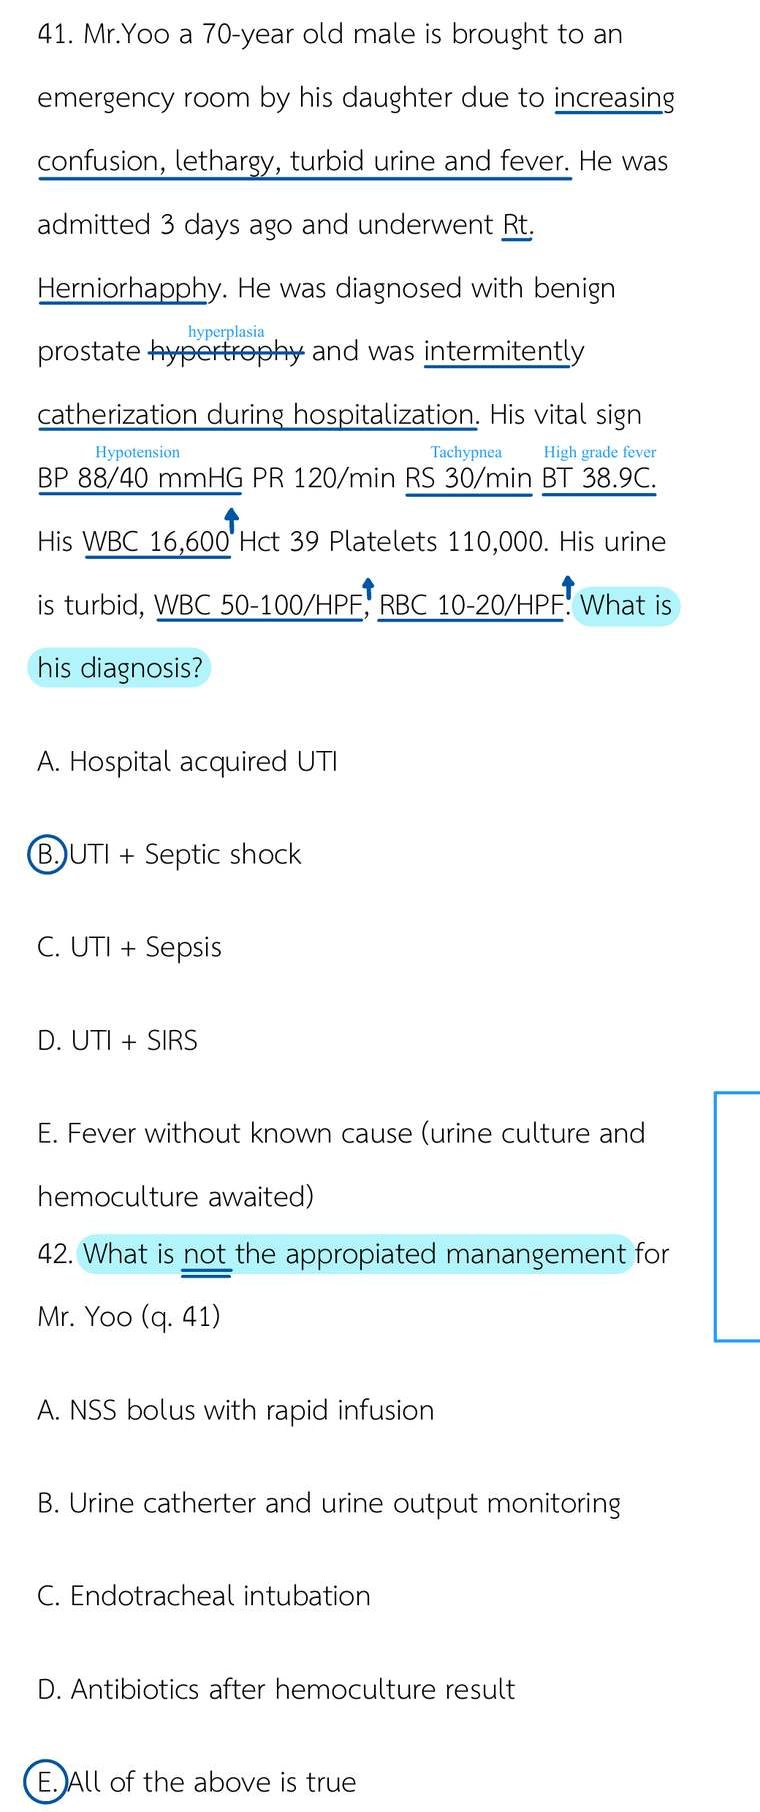 41. Mr.Yoo a 70-year old male is brought to an
emergency room by his daughter due to increasing
confusion, lethargy, turbid urine and fever. He was
admitted 3 days ago and underwent Rt.
Herniorhapphy. He was diagnosed with benign
hyperplasia
prostate hypertrophy and was intermitently
catherization during hospitalization. His vital sign
Hypotension Tachypnea High grade fever
BP 88/40 mmHG PR 120/min RS 30/min BT 38.9C.
His WBC 16,600 Hct 39 Platelets 110,000. His urine
is turbid, WBC 50-100/HPF, RBC 10-20/HPF. What is
his diagnosis?
A. Hospital acquired UTI
B. UTI + Septic shock
C. UTI + Sepsis
D. UTI + SIRS
E. Fever without known cause (urine culture and
hemoculture awaited)
42. What is not the appropiated manangement for
Mr. Yoo (q. 41)
A. NSS bolus with rapid infusion
B. Urine catherter and urine output monitoring
C. Endotracheal intubation
D. Antibiotics after hemoculture result
E. All of the above is true